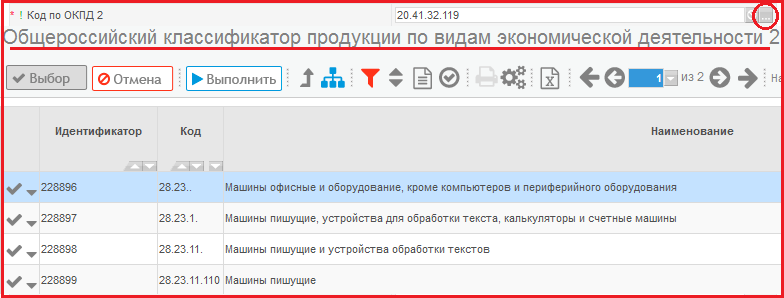 * ! Код по ОКПД 2 20.41.32.119 ...
Общероссийский классификатор продукции по видам экономической деятельности 2
Выбор Отмена Выполнить 1 из 2 На
Идентификатор Код Наименование
228896 28.23.. Машины офисные и оборудование, кроме компьютеров и периферийного оборудования
228897 28.23.1. Машины пишущие, устройства для обработки текста, калькуляторы и счетные машины
228898 28.23.11. Машины пишущие и устройства обработки текстов
228899 28.23.11.110 Машины пишущие